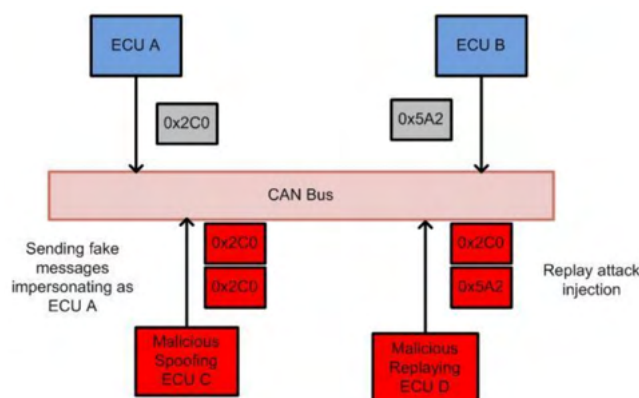 ECU A
ECU B
0x2C0
0x5A2
CAN Bus
Sending fake
messages
impersonating as
ECU A
0x2C0
0x2C0
0x2C0
0x5A2
Replay attack
injection
Malicious
Spoofing
ECU C
Malicious
Replaying
ECU D